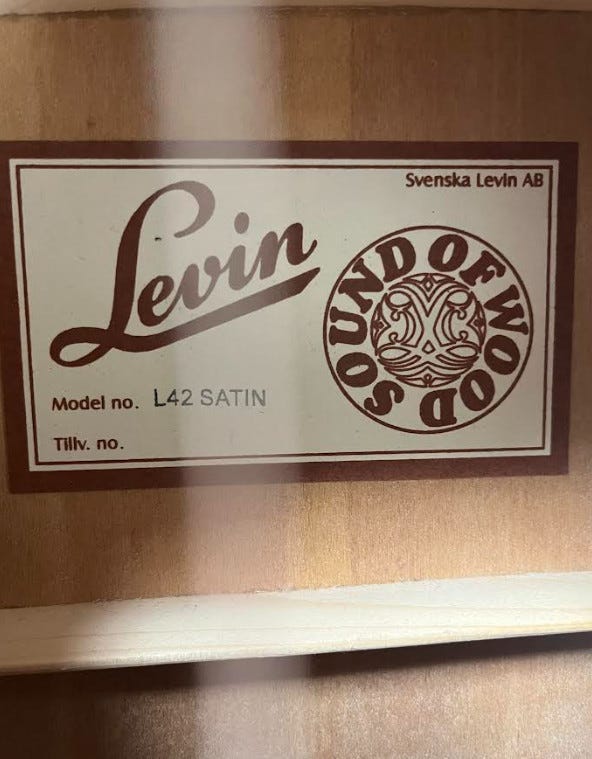 Svenska Levin AB
Levin
SOUND OF WOOD
Model no. L42 SATIN
Tillv. no.